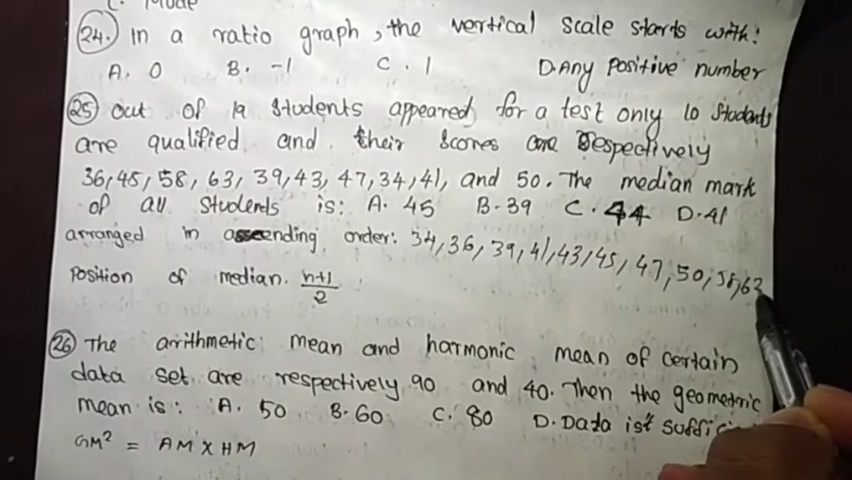 C. Mode
24. In a ratio graph, the vertical scale starts with:
A. 0 B. -1 C. 1 D. Any Positive number
25 Out of 19 students appeared for a test only 10 students
are qualified and their scores are respectively
36, 45, 58, 63, 39, 43, 47, 34, 41, and 50. The median mark
of all students is: A. 45 B. 39 C. 44 D. 41
arranged in ascending order: 34, 36, 39, 41, 43, 45, 47, 50, 58, 63
Position of median. n+1/2
26 The arithmetic mean and harmonic mean of certain
data set are respectively 90 and 40. Then the geometric
mean is: A. 50 B. 60 C. 80 D. Data
GM² = AM X HM